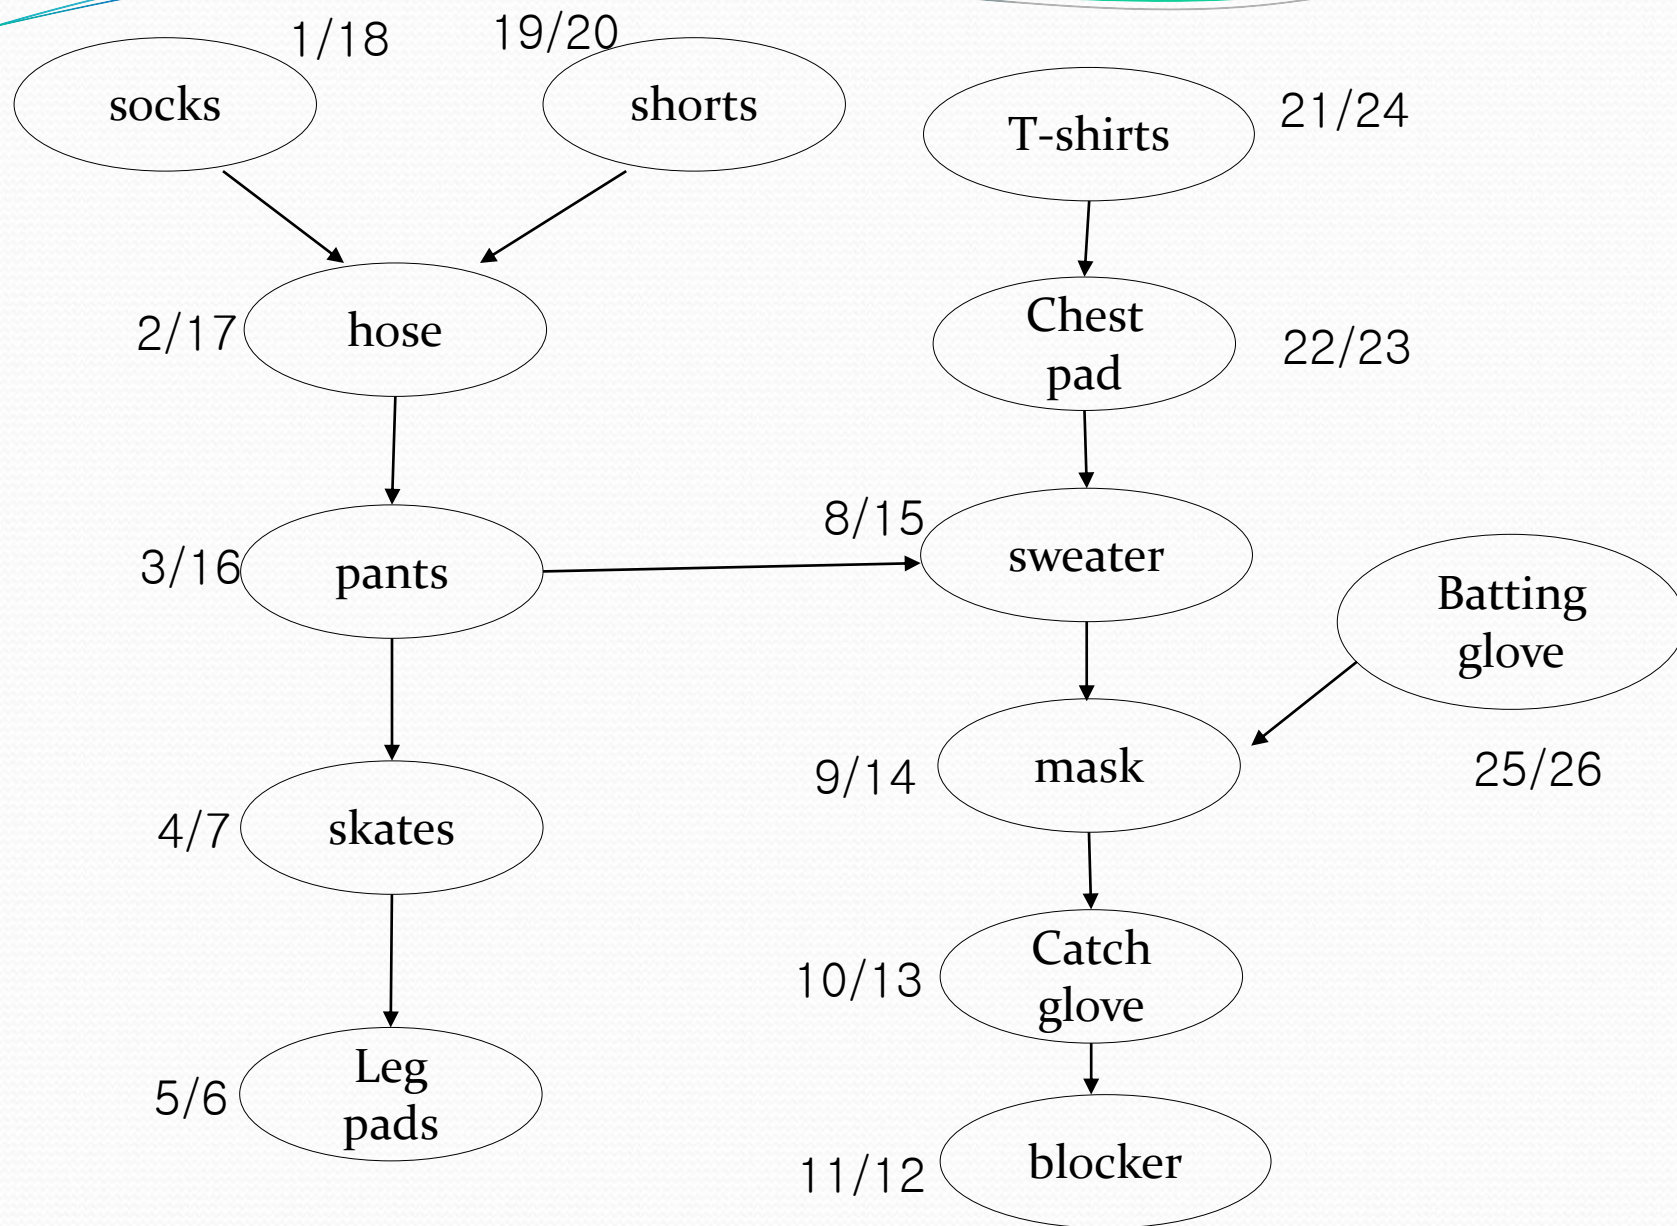 1/18
19/20
socks
shorts
T-shirts
21/24
2/17
hose
Chest
pad
22/23
8/15
3/16
pants
sweater
Batting
glove
9/14
mask
25/26
4/7
skates
10/13
Catch
glove
5/6
Leg
pads
11/12
blocker